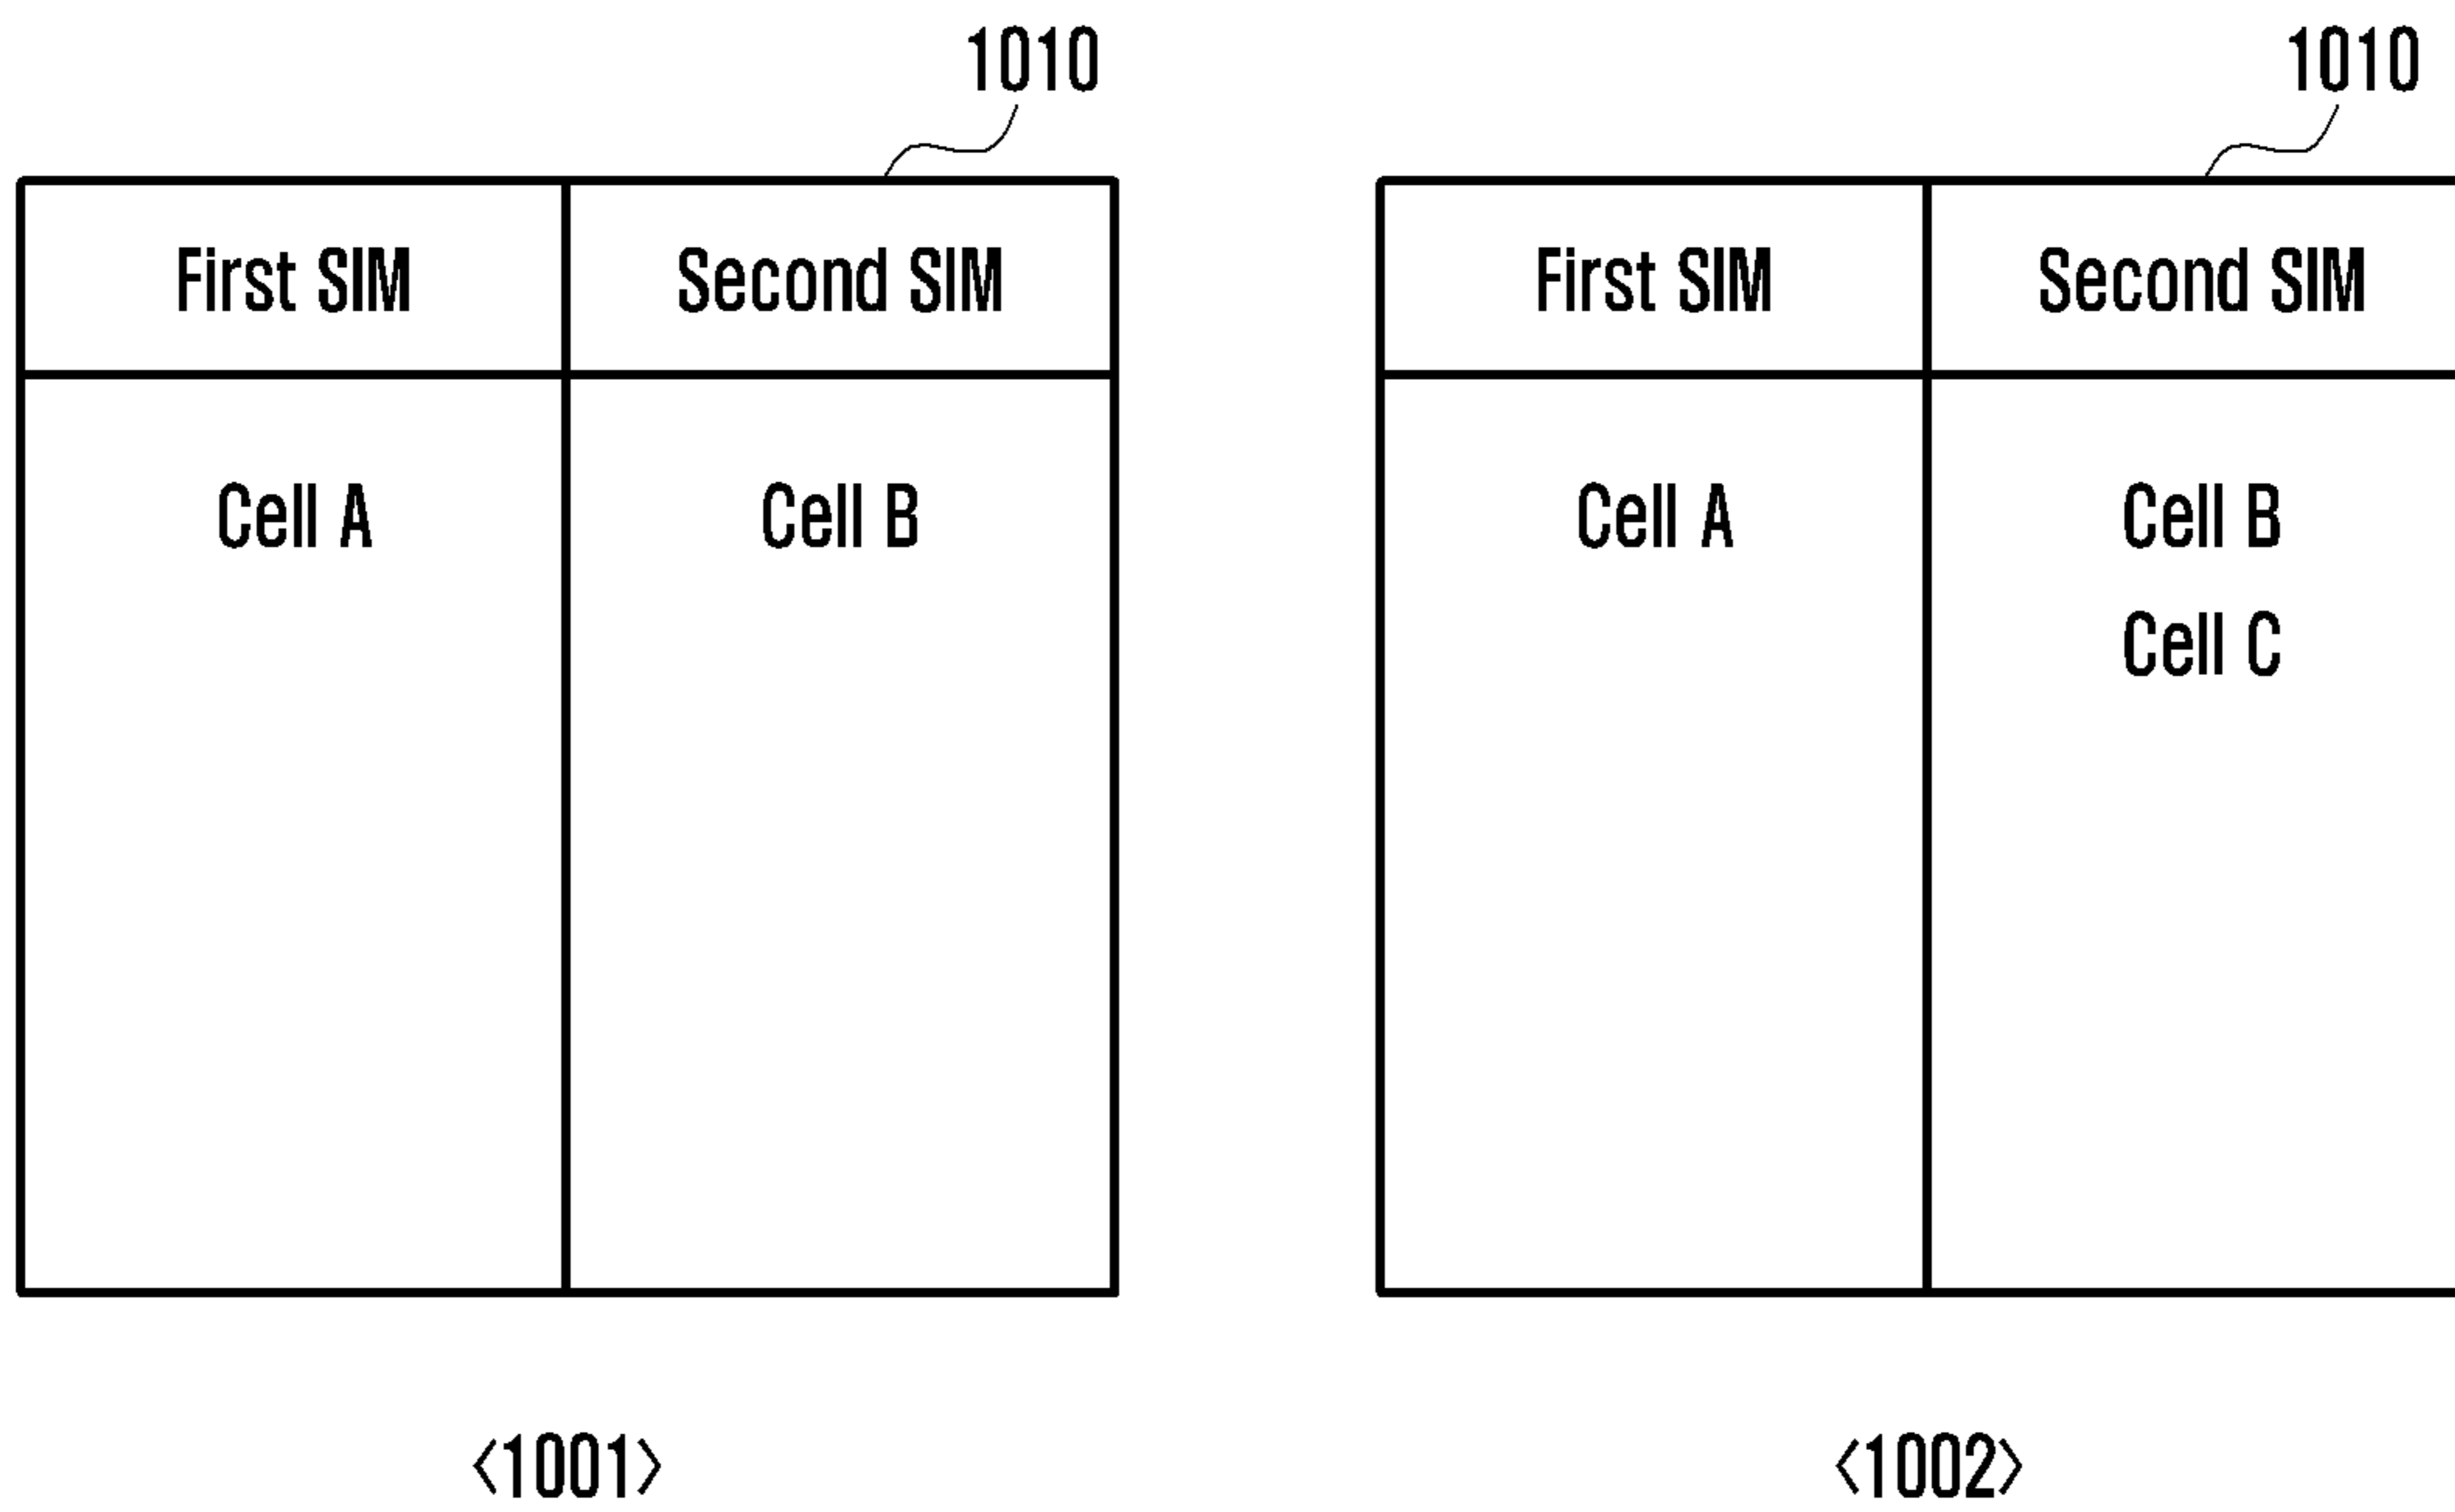 1010
First SIM Second SIM
Cell A Cell B
<1001>
1010
First SIM Second SIM
Cell A Cell B
Cell C
<1002>